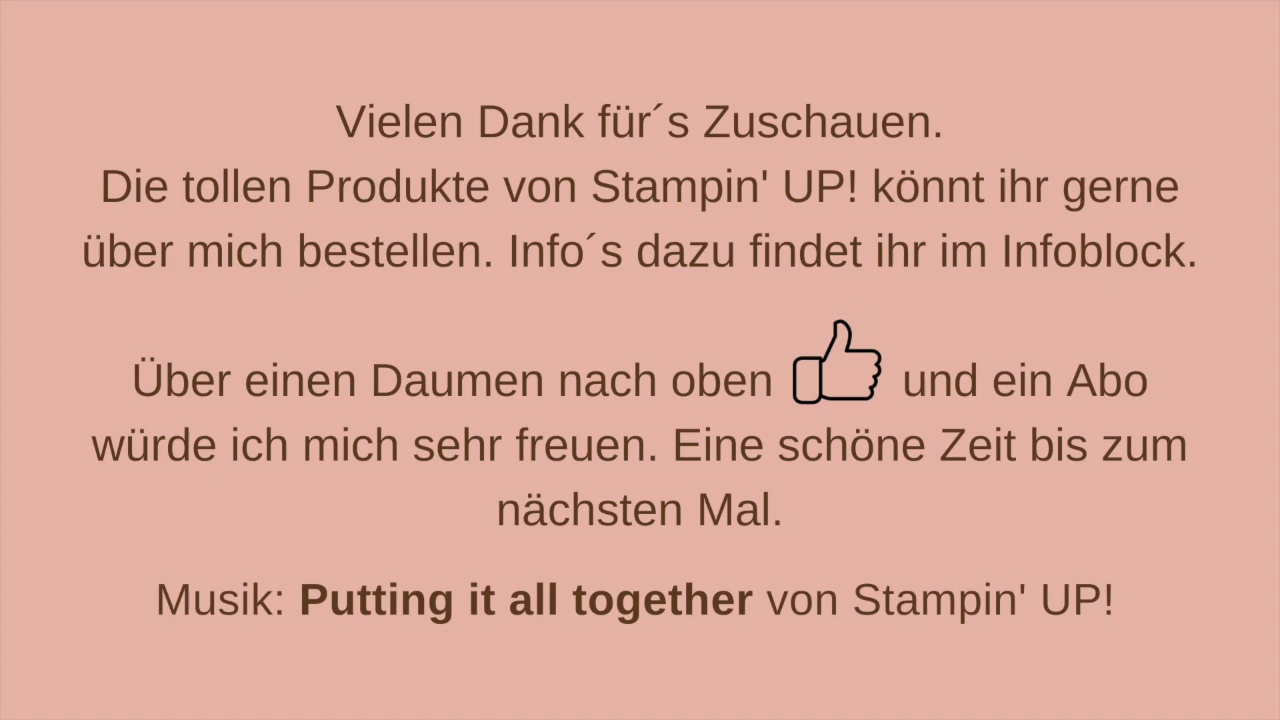 Vielen Dank für´s Zuschauen.
Die tollen Produkte von Stampin' UP! könnt ihr gerne
über mich bestellen. Info´s dazu findet ihr im Infoblock.
Über einen Daumen nach oben und ein Abo
würde ich mich sehr freuen. Eine schöne Zeit bis zum
nächsten Mal.
Musik: Putting it all together von Stampin' UP!